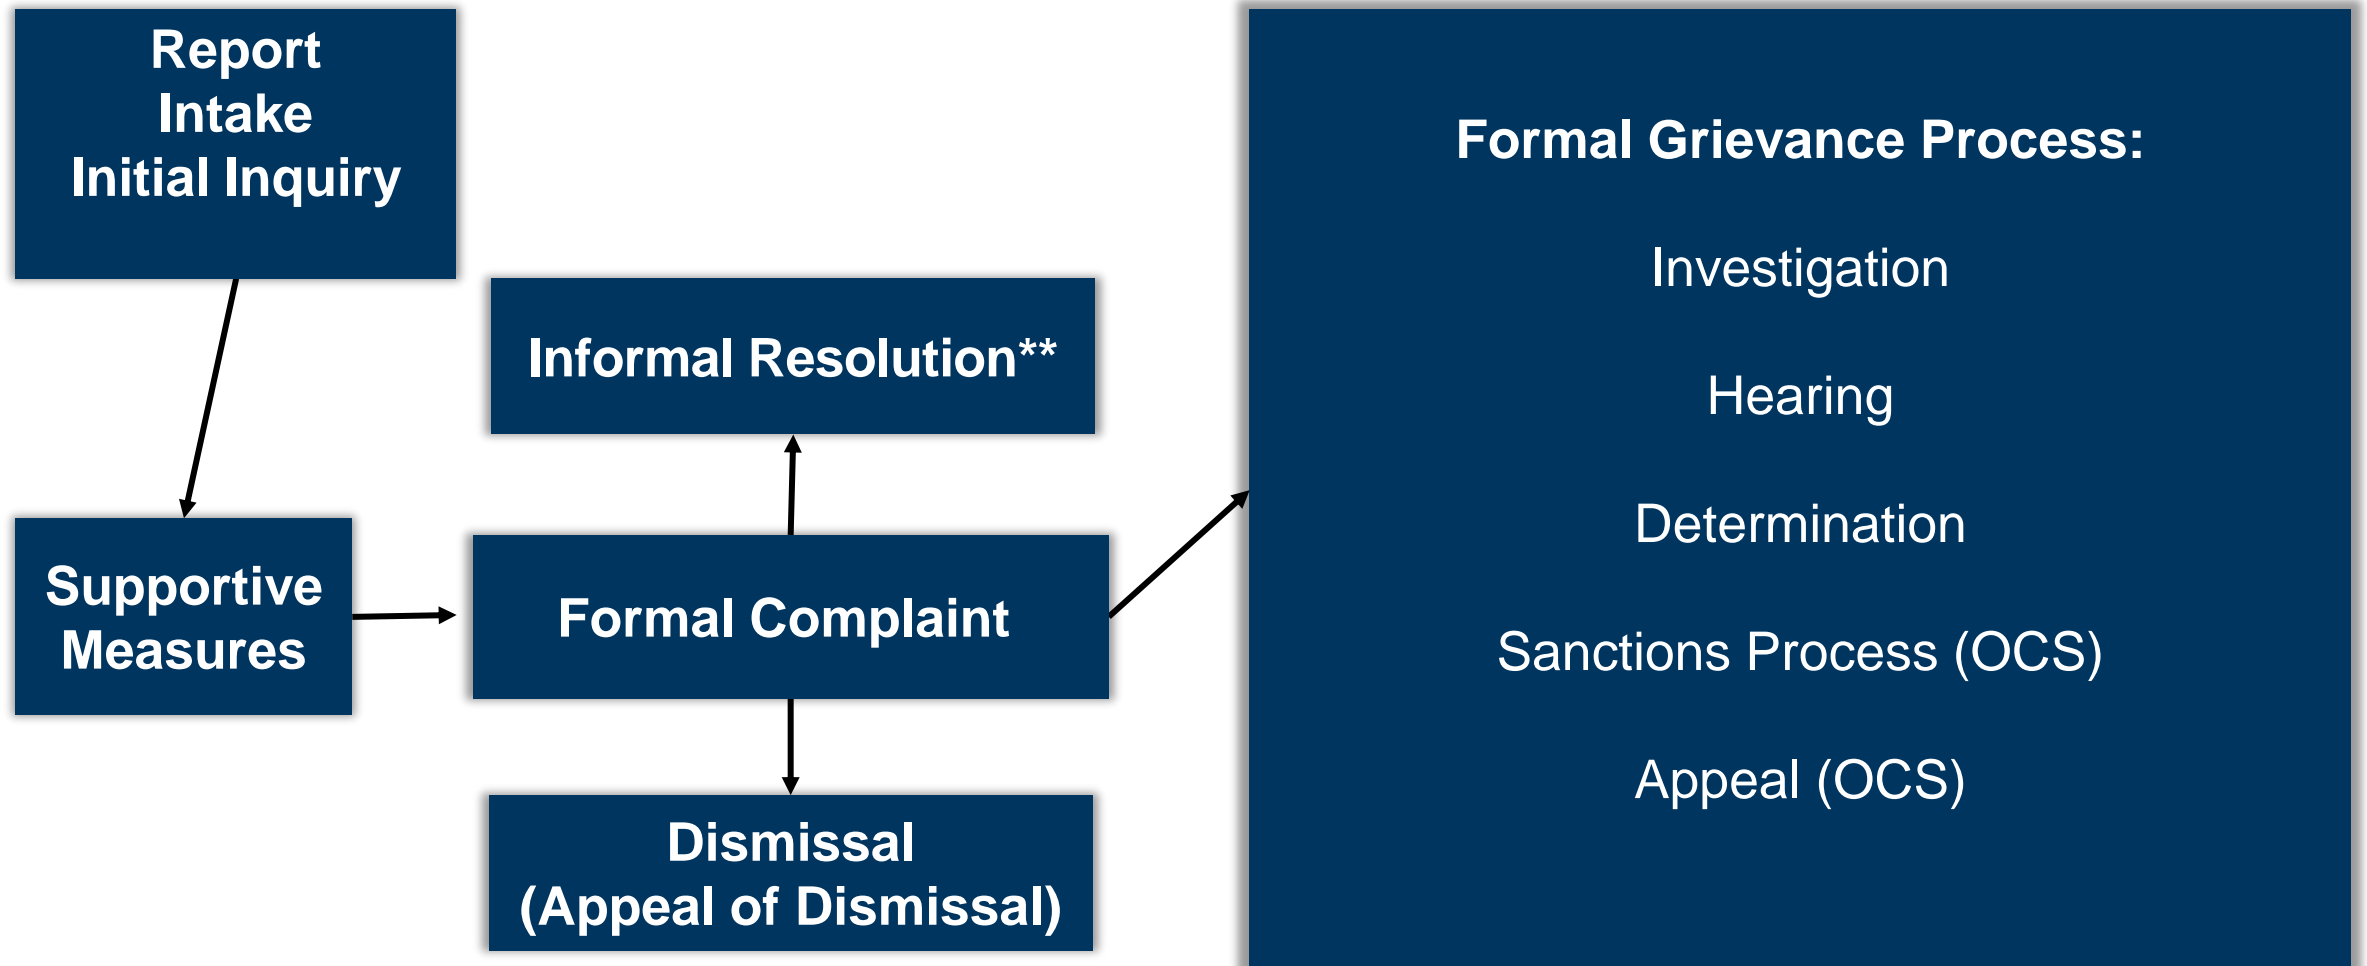 Report
Intake
Initial Inquiry
Supportive
Measures
Informal Resolution**
Formal Complaint
Dismissal
(Appeal of Dismissal)
Formal Grievance Process:
Investigation
Hearing
Determination
Sanctions Process (OCS)
Appeal (OCS)